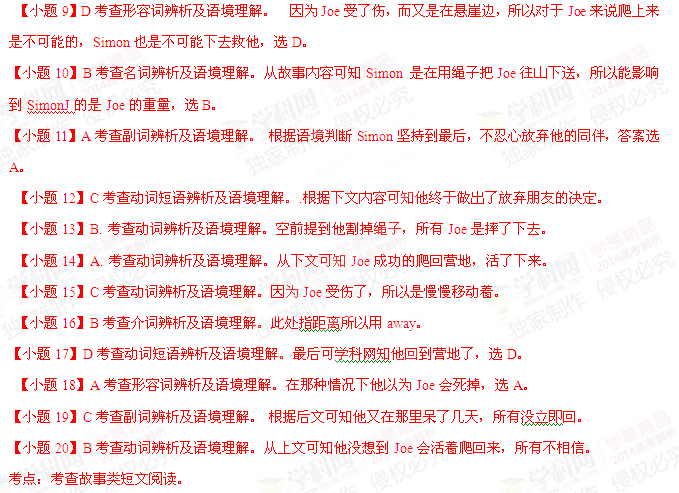 【小题 9】D 考查形容词辨析及语境理解。 因为 Joe 受了伤，而又是在悬崖边，所以对于 Joe 来说爬上来
是不可能的，Simon 也是不可能下去救他，选 D。
【小题 10】B 考查名词辨析及语境理解。从故事内容可知 Simon 是在用绳子把 Joe 往山下送，所以能影响
到 SimonJ 的是 Joe 的重量，选 B。
【小题 11】A 考查副词辨析及语境理解。 根据语境判断 Simon 坚持到最后，不忍心放弃他的同伴，答案选
A。
【小题 12】C 考查动词短语辨析及语境理解。.根据下文内容可知他终于做出了放弃朋友的决定。
【小题 13】B. 考查动词辨析及语境理解。空前提到他割掉绳子，所有 Joe 是摔了下去。
【小题 14】A. 考查动词辨析及语境理解。从下文可知 Joe 成功的爬回营地，活了下来。
【小题 15】C 考查动词辨析及语境理解。因为 Joe 受伤了，所以是慢慢移动着。
【小题 16】B 考查介词辨析及语境理解。此处指距离所以用 away。
【小题 17】D 考查动词短语辨析及语境理解。最后可学科网知他回到营地了，选 D。
【小题 18】A 考查形容词辨析及语境理解。在那种情况下他以为 Joe 会死掉，选 A。
【小题 19】C 考查副词辨析及语境理解。 根据后文可知他又在那里呆了几天，所有没立即回。
【小题 20】B 考查动词辨析及语境理解。从上文可知他没想到 Joe 会活着爬回来，所有不相信。
考点：考查故事类短文阅读。